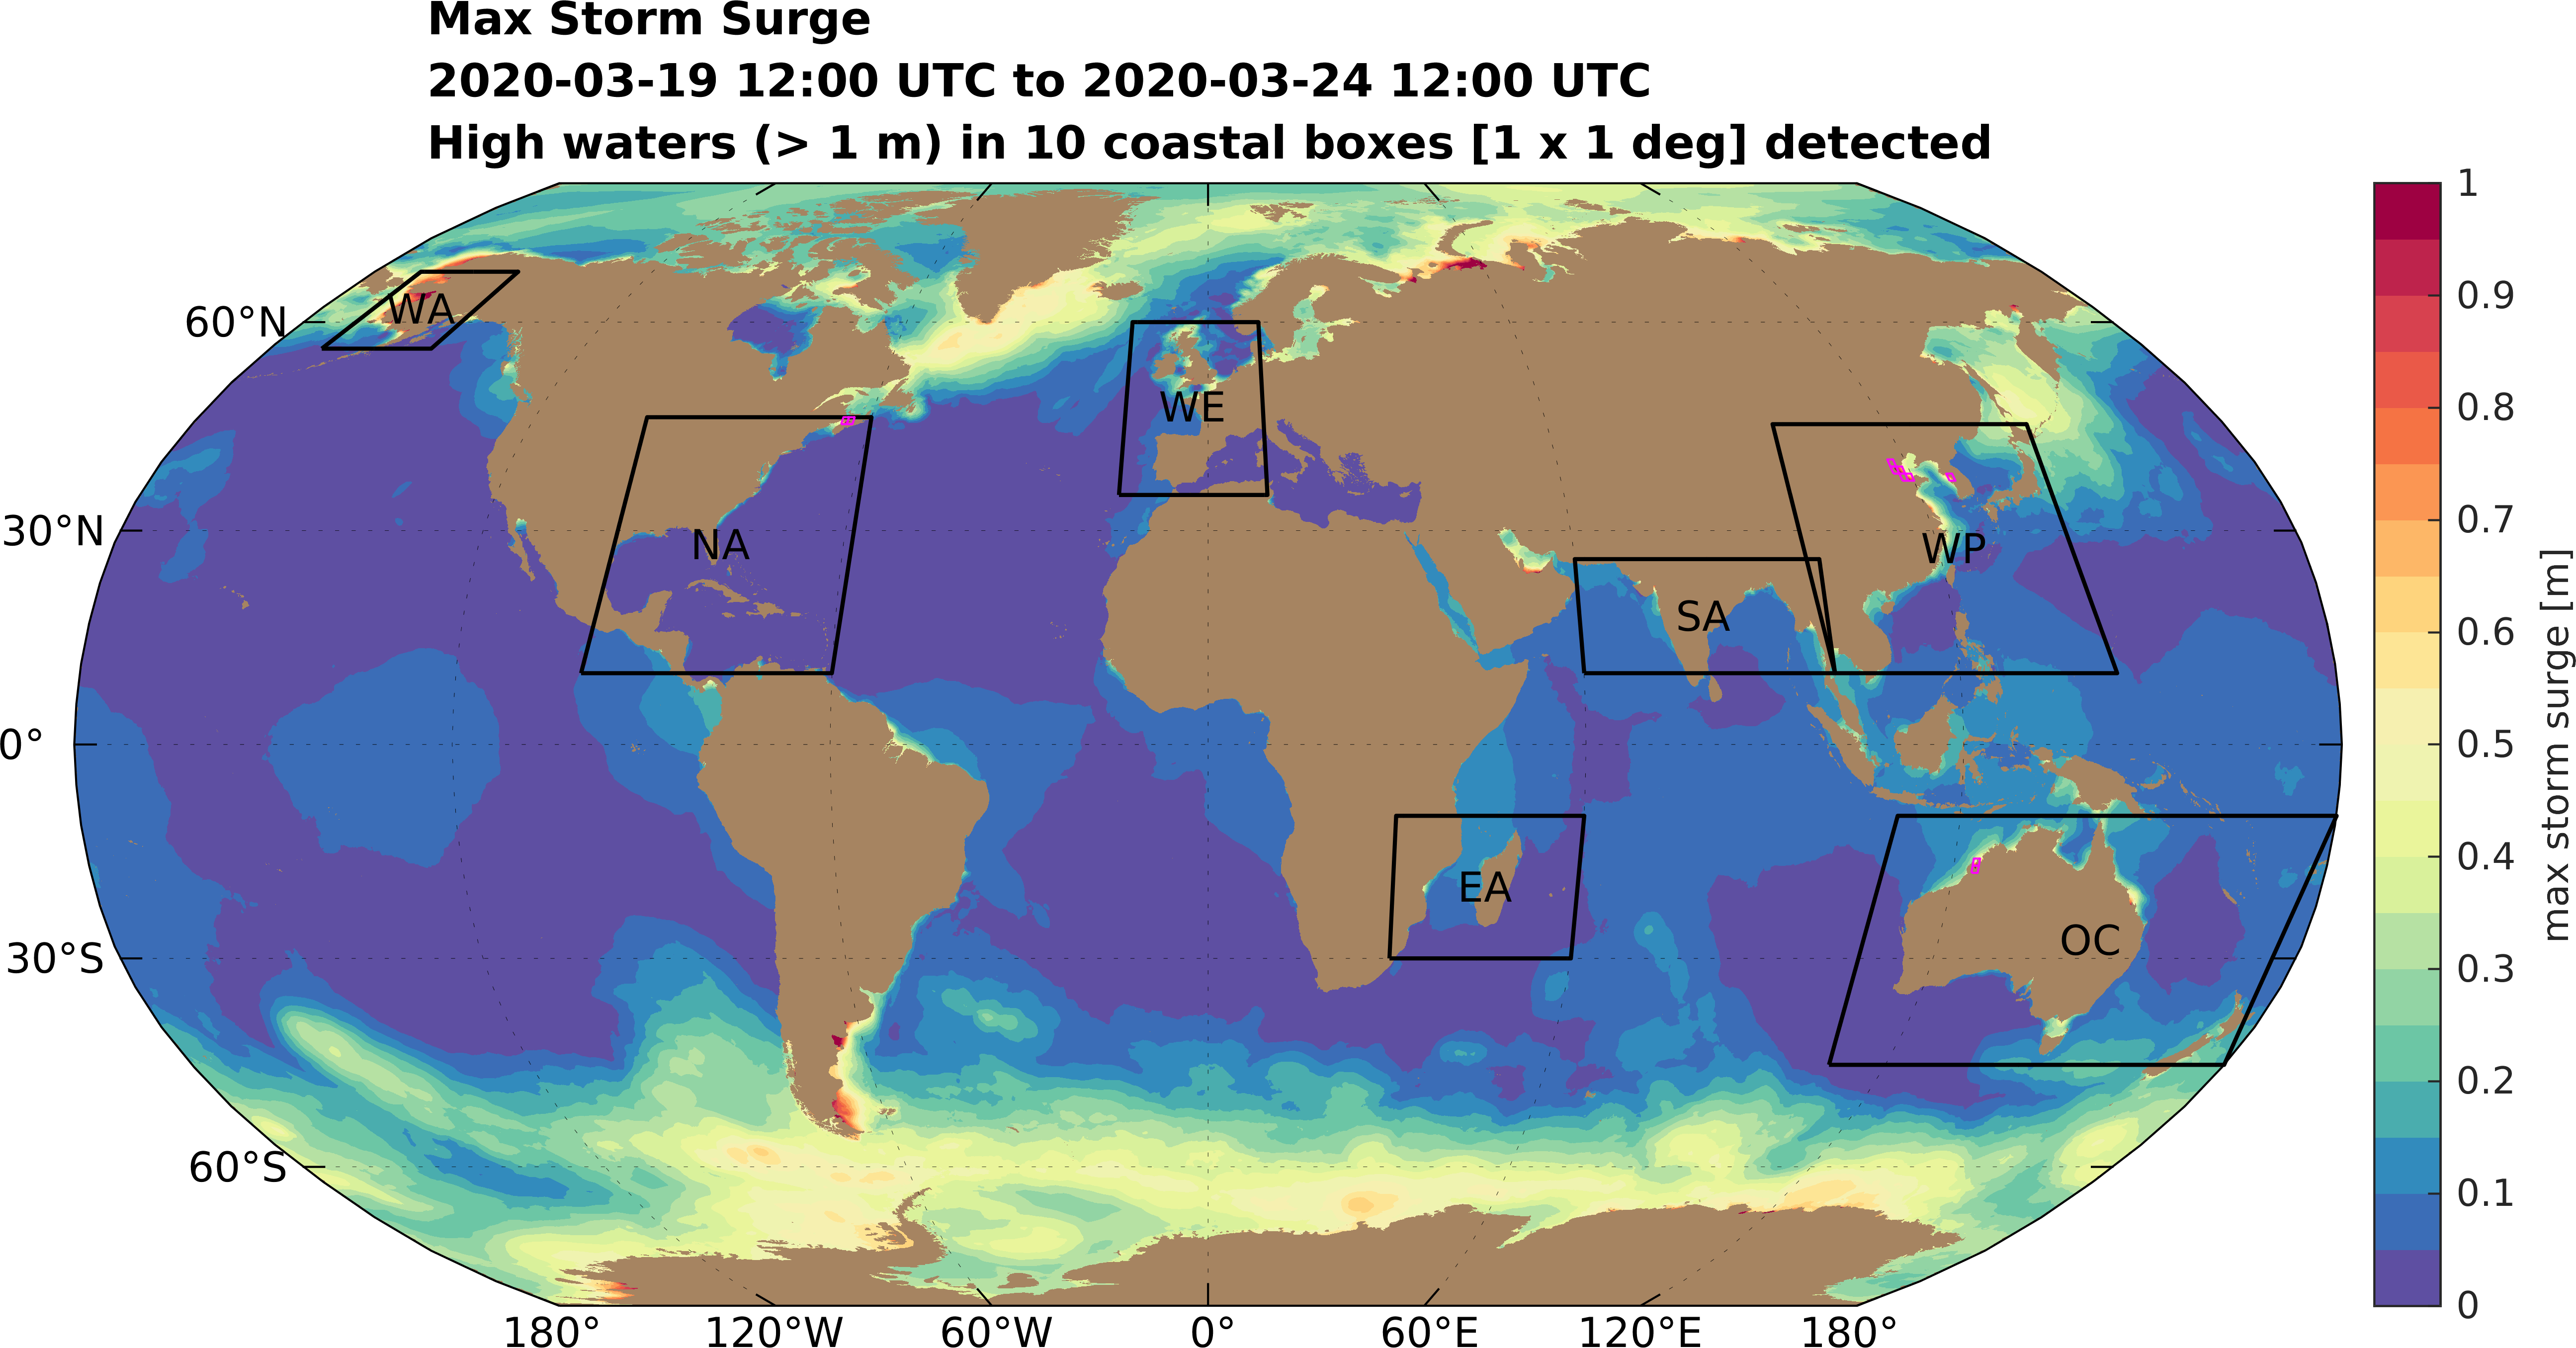 Max Storm Surge
2020-03-19 12:00 UTC to 2020-03-24 12:00 UTC
High waters (> 1 m) in 10 coastal boxes [1 x 1 deg] detected
60°N
30°N
0°
30°S
60°S
WA
NA
WE
SA
WP
EA
OC
180°
120°W
60°W
0°
60°E
120°E
180°
1
0.9
0.8
0.7
0.6
0.5
0.4
0.3
0.2
0.1
0
max storm surge [m]